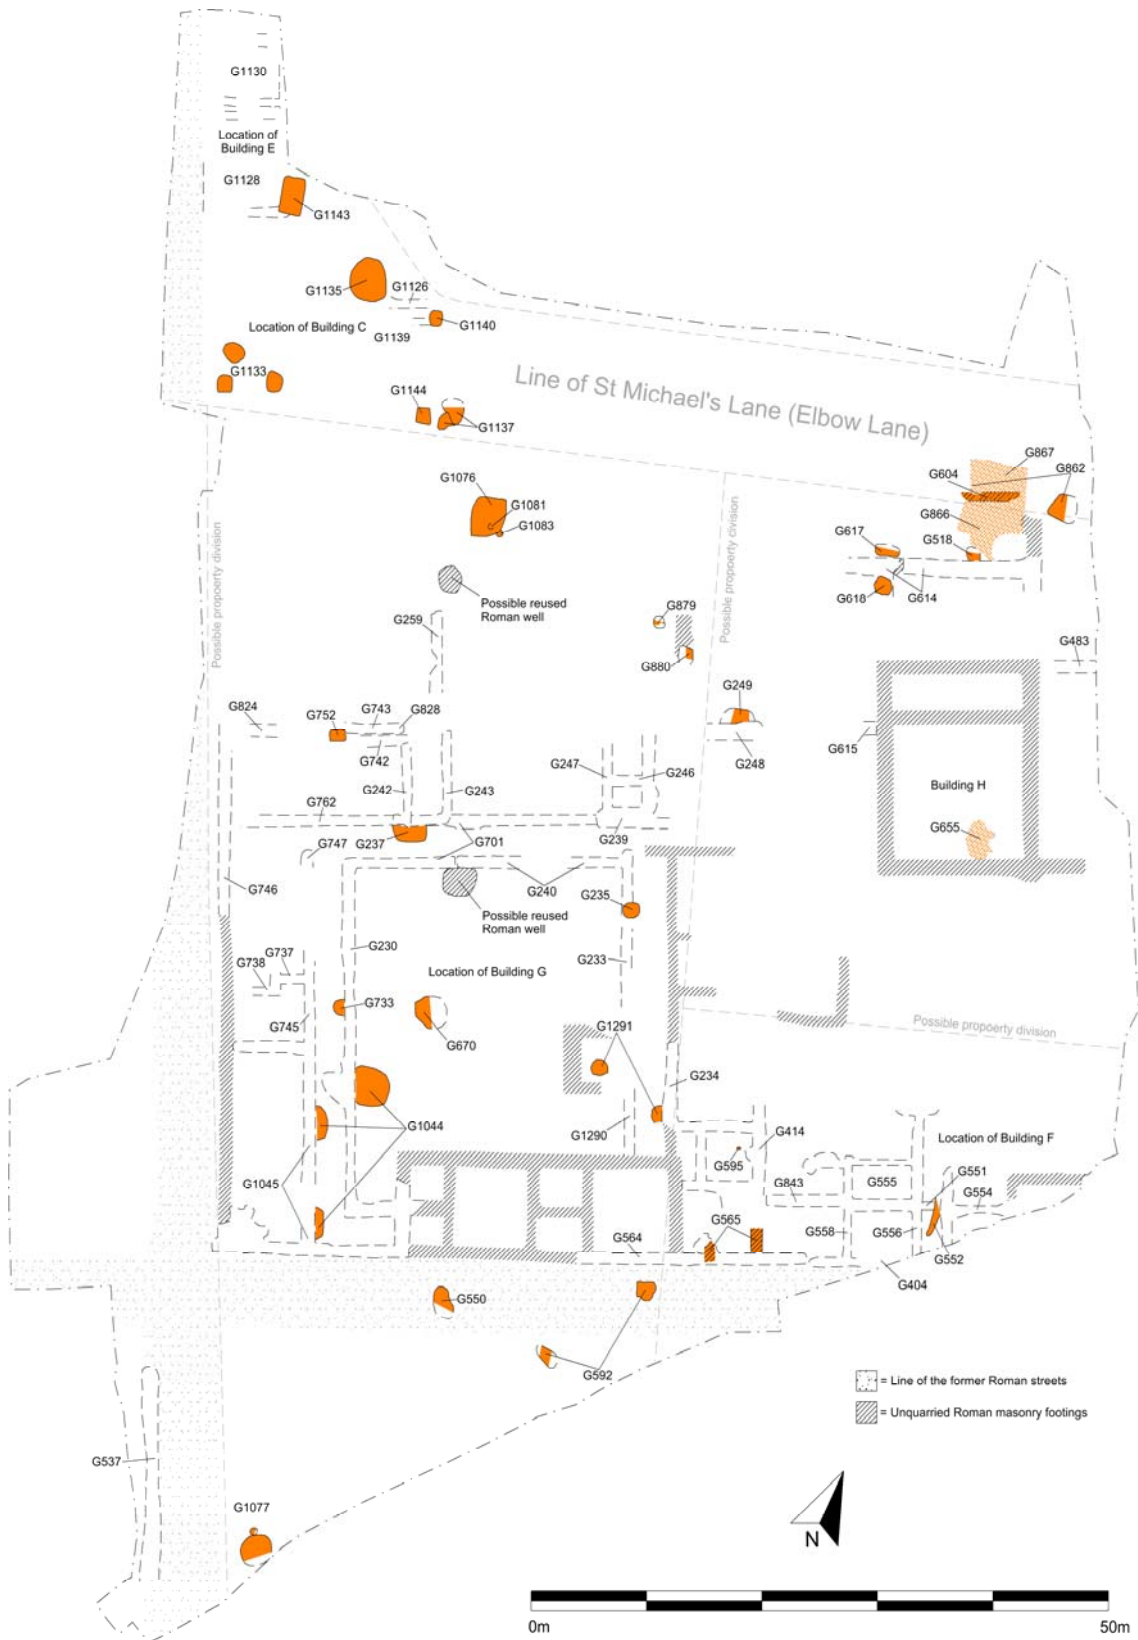 G1130
Location of
Building E
G1128
G1143
G1135
G1126
Location of Building C
G1140
G1139
G1133
G1144
G1137
Line of St Michael's Lane (Elbow Lane)
G867
G604
G862
G1076
G1081
G866
G1083
G617
G518
Possible propoerty division
Possible propoerty division
G618
G614
Possible reused
Roman well
G879
G259
G880
G483
G249
G824
G752
G743
G828
G742
G247
G246
G248
G615
G242
G243
Building H
G762
G655
G747
G237
G701
G239
G746
G240
G235
Possible reused
Roman well
G737
G230
G738
Location of Building G
G233
G733
G745
G670
Possible propoerty division
G1291
G234
G1044
G1290
G414
Location of Building F
G595
G551
G1045
G843
G555
G554
G565
G558
G556
G564
G552
G404
G550
G592
= Line of the former Roman streets
= Unquarried Roman masonry footings
G537
G1077
N
0m
50m